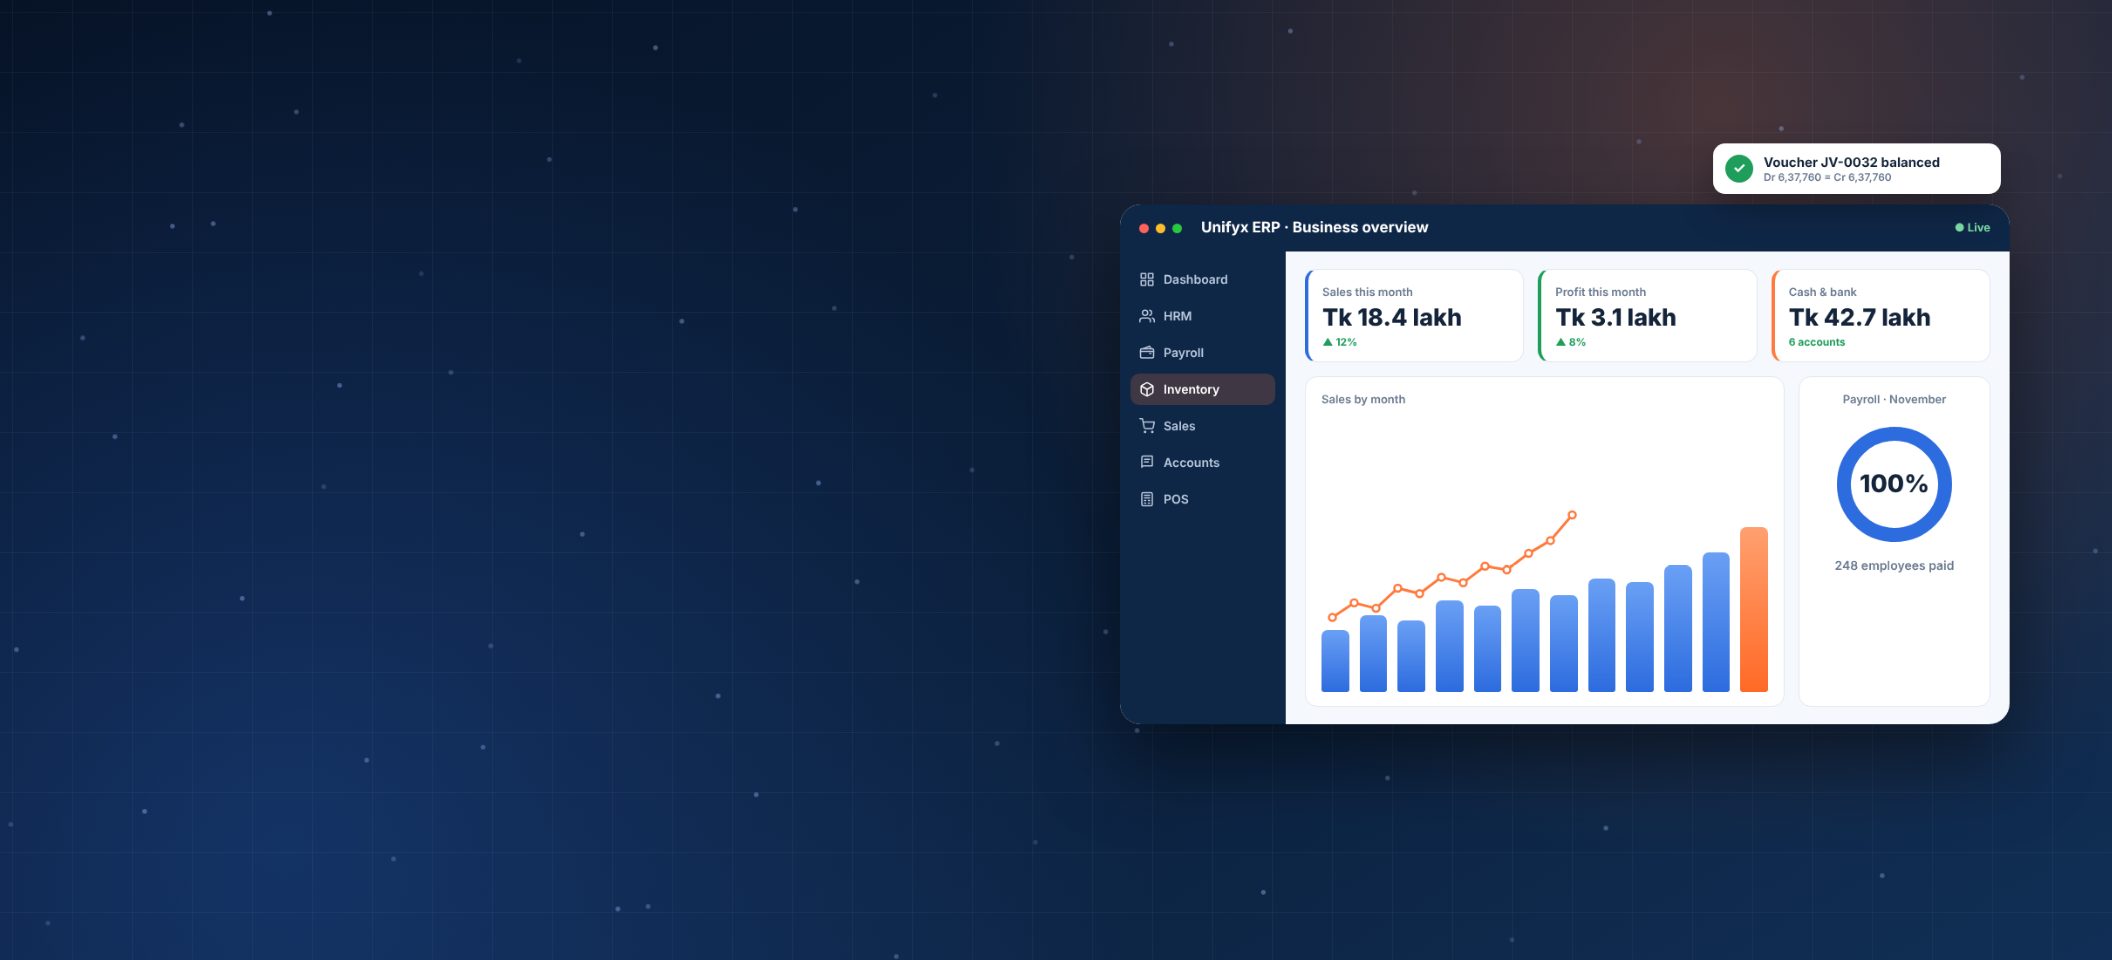 Voucher JV-0032 balanced
Dr 6,37,760 = Cr 6,37,760
Unifyx ERP · Business overview
Live
Dashboard
HRM
Payroll
Inventory
Sales
Accounts
POS
Sales this month
Tk 18.4 lakh
▲ 12%
Profit this month
Tk 3.1 lakh
▲ 8%
Cash & bank
Tk 42.7 lakh
6 accounts
Sales by month
Payroll · November
100%
248 employees paid